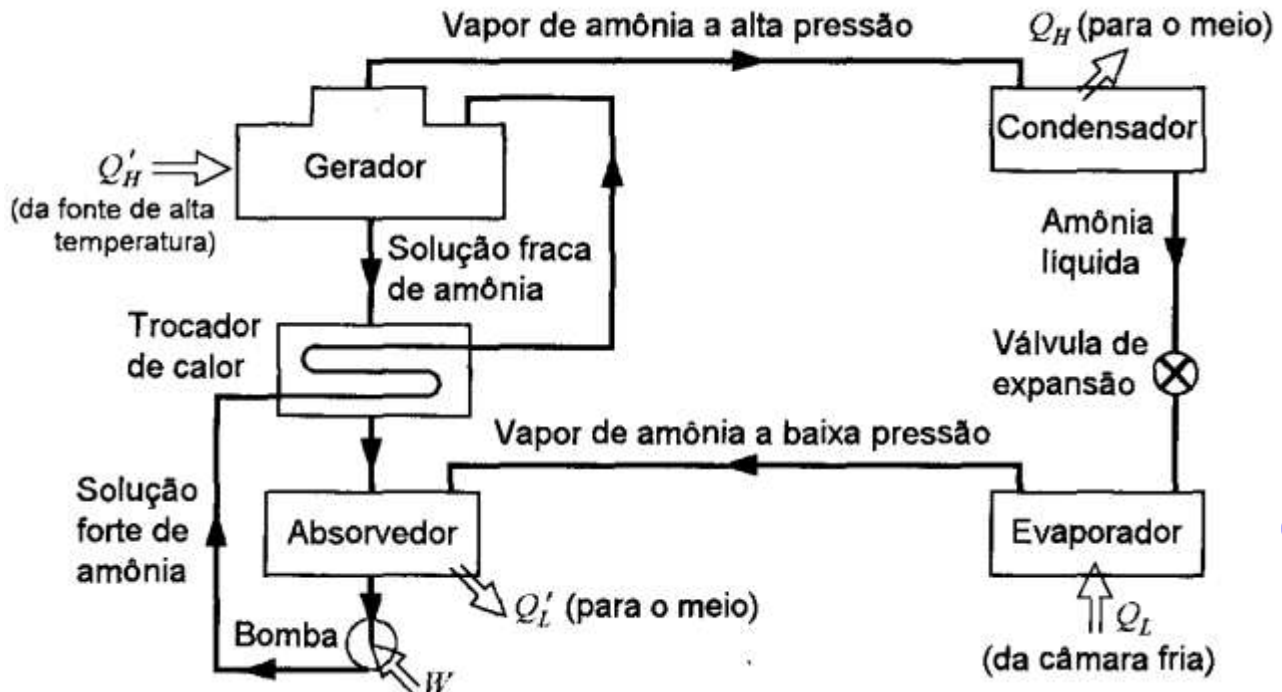 Vapor de amônia a alta pressão
Q_H (para o meio)
Condensador
Gerador
Q'_H
(da fonte de alta
temperatura)
Solução fraca
de amônia
Amônia
líquida
Trocador
de calor
Válvula de
expansão
Vapor de amônia a baixa pressão
Solução
forte de
amônia
Absorvedor
Evaporador
Q'_L (para o meio)
Bomba
W
Q_L
(da câmara fria)